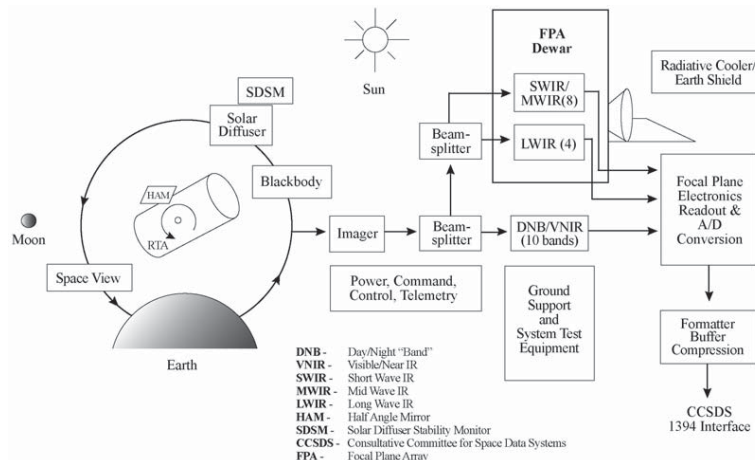 SDSM
Solar
Diffuser
Sun
FPA
Dewar
SWIR/
MWIR(8)
LWIR (4)
Radiative Cooler/
Earth Shield
Beam-
splitter
Blackbody
HAM
RTA
Moon
Space View
Earth
Imager
Beam-
splitter
DNB/VNIR
(10 bands)
Focal Plane
Electronics
Readout &
A/D
Conversion
Power, Command,
Control, Telemetry
Ground
Support
and
System Test
Equipment
Formatter
Buffer
Compression
CCSDS
1394 Interface
DNB - Day/Night “Band”
VNIR - Visible/Near IR
SWIR - Short Wave IR
MWIR - Mid Wave IR
LWIR - Long Wave IR
HAM - Half Angle Mirror
SDSM - Solar Diffuser Stability Monitor
CCSDS - Consultative Committee for Space Data Systems
FPA - Focal Plane Array